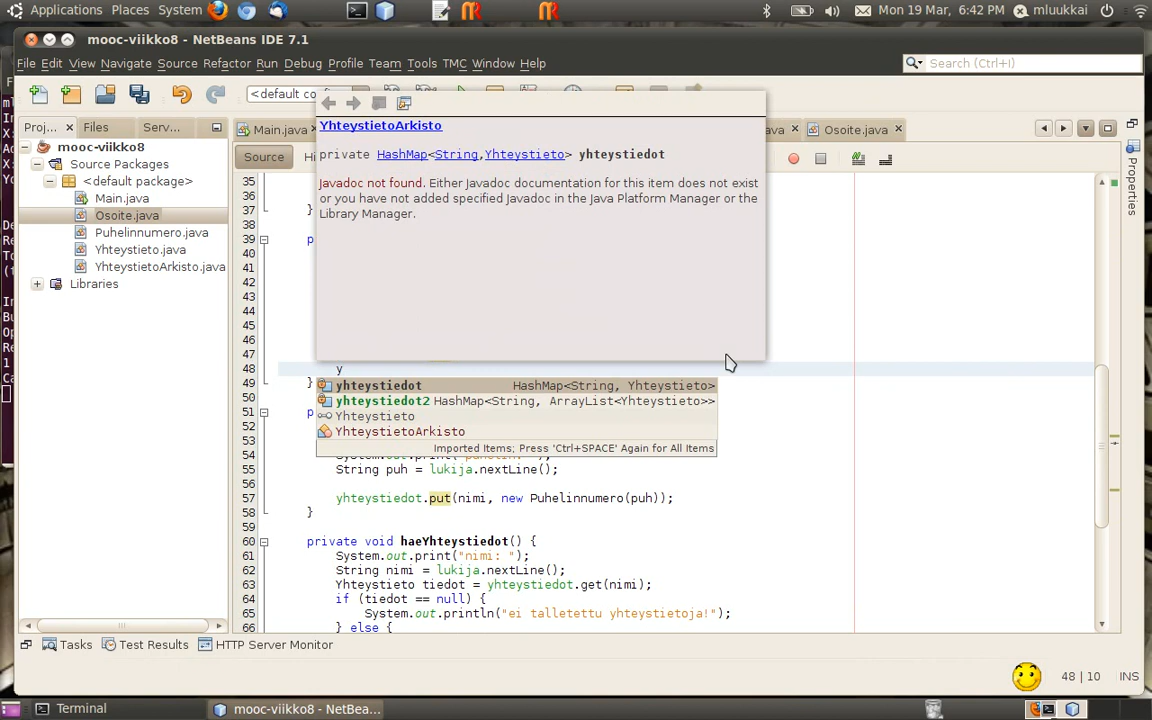 Applications Places System
Mon 19 Mar, 6:42 PM mluukkai
mooc-viikko8 - NetBeans IDE 7.1
File Edit View Navigate Source Refactor Run Debug Profile Team Tools TMC Window Help
Search (Ctrl+I)
<default co
Proj... Files Serv...
Main.java
ava
Osoite.java
Source
Hi
YhteystietoArkisto
private HashMap<String,Yhteystieto> yhteystiedot
Javadoc not found. Either Javadoc documentation for this item does not exist
or you have not added specified Javadoc in the Java Platform Manager or the
Library Manager.
mooc-viikko8
Source Packages
<default package>
Main.java
Osoite.java
Puhelinnumero.java
Yhteystieto.java
YhteystietoArkisto.java
Libraries
Properties
35
36
37 }
38
39 p
40
41
42
43
44
45
46
47
48 y
49 }
50
51 p
yhteystiedot HashMap<String, Yhteystieto>
yhteystiedot2 HashMap<String, ArrayList<Yhteystieto>>
Yhteystieto
YhteystietoArkisto
Imported Items; Press 'Ctrl+SPACE' Again for All Items
55 String puh = lukija.nextLine();
56
57 yhteystiedot.put(nimi, new Puhelinnumero(puh));
58 }
59
60 private void haeYhteystiedot() {
61 System.out.print("nimi: ");
62 String nimi = lukija.nextLine();
63 Yhteystieto tiedot = yhteystiedot.get(nimi);
64 if (tiedot == null) {
65 System.out.println("ei talletettu yhteystietoja!");
66 } else {
Tasks Test Results HTTP Server Monitor
48 | 10 INS
Terminal
mooc-viikko8 - NetBea...